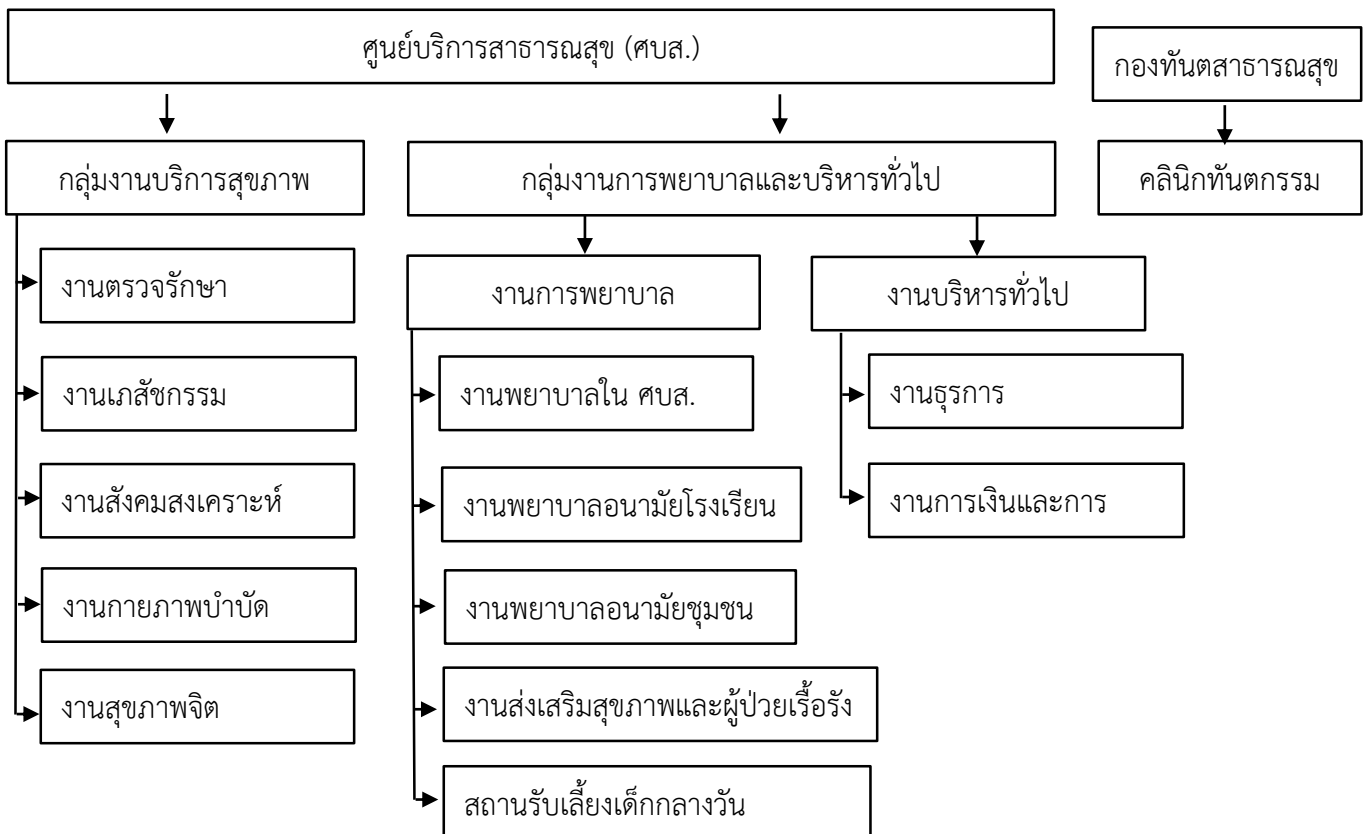 ศูนย์บริการสาธารณสุข (ศบส.)
กองทันตสาธารณสุข
กลุ่มงานบริการสุขภาพ
กลุ่มงานการพยาบาลและบริหารทั่วไป
คลินิกทันตกรรม
งานตรวจรักษา
งานเภสัชกรรม
งานสังคมสงเคราะห์
งานกายภาพบำบัด
งานสุขภาพจิต
งานการพยาบาล
งานพยาบาลใน ศบส.
งานพยาบาลอนามัยโรงเรียน
งานพยาบาลอนามัยชุมชน
งานส่งเสริมสุขภาพและผู้ป่วยเรื้อรัง
สถานรับเลี้ยงเด็กกลางวัน
งานบริหารทั่วไป
งานธุรการ
งานการเงินและการ